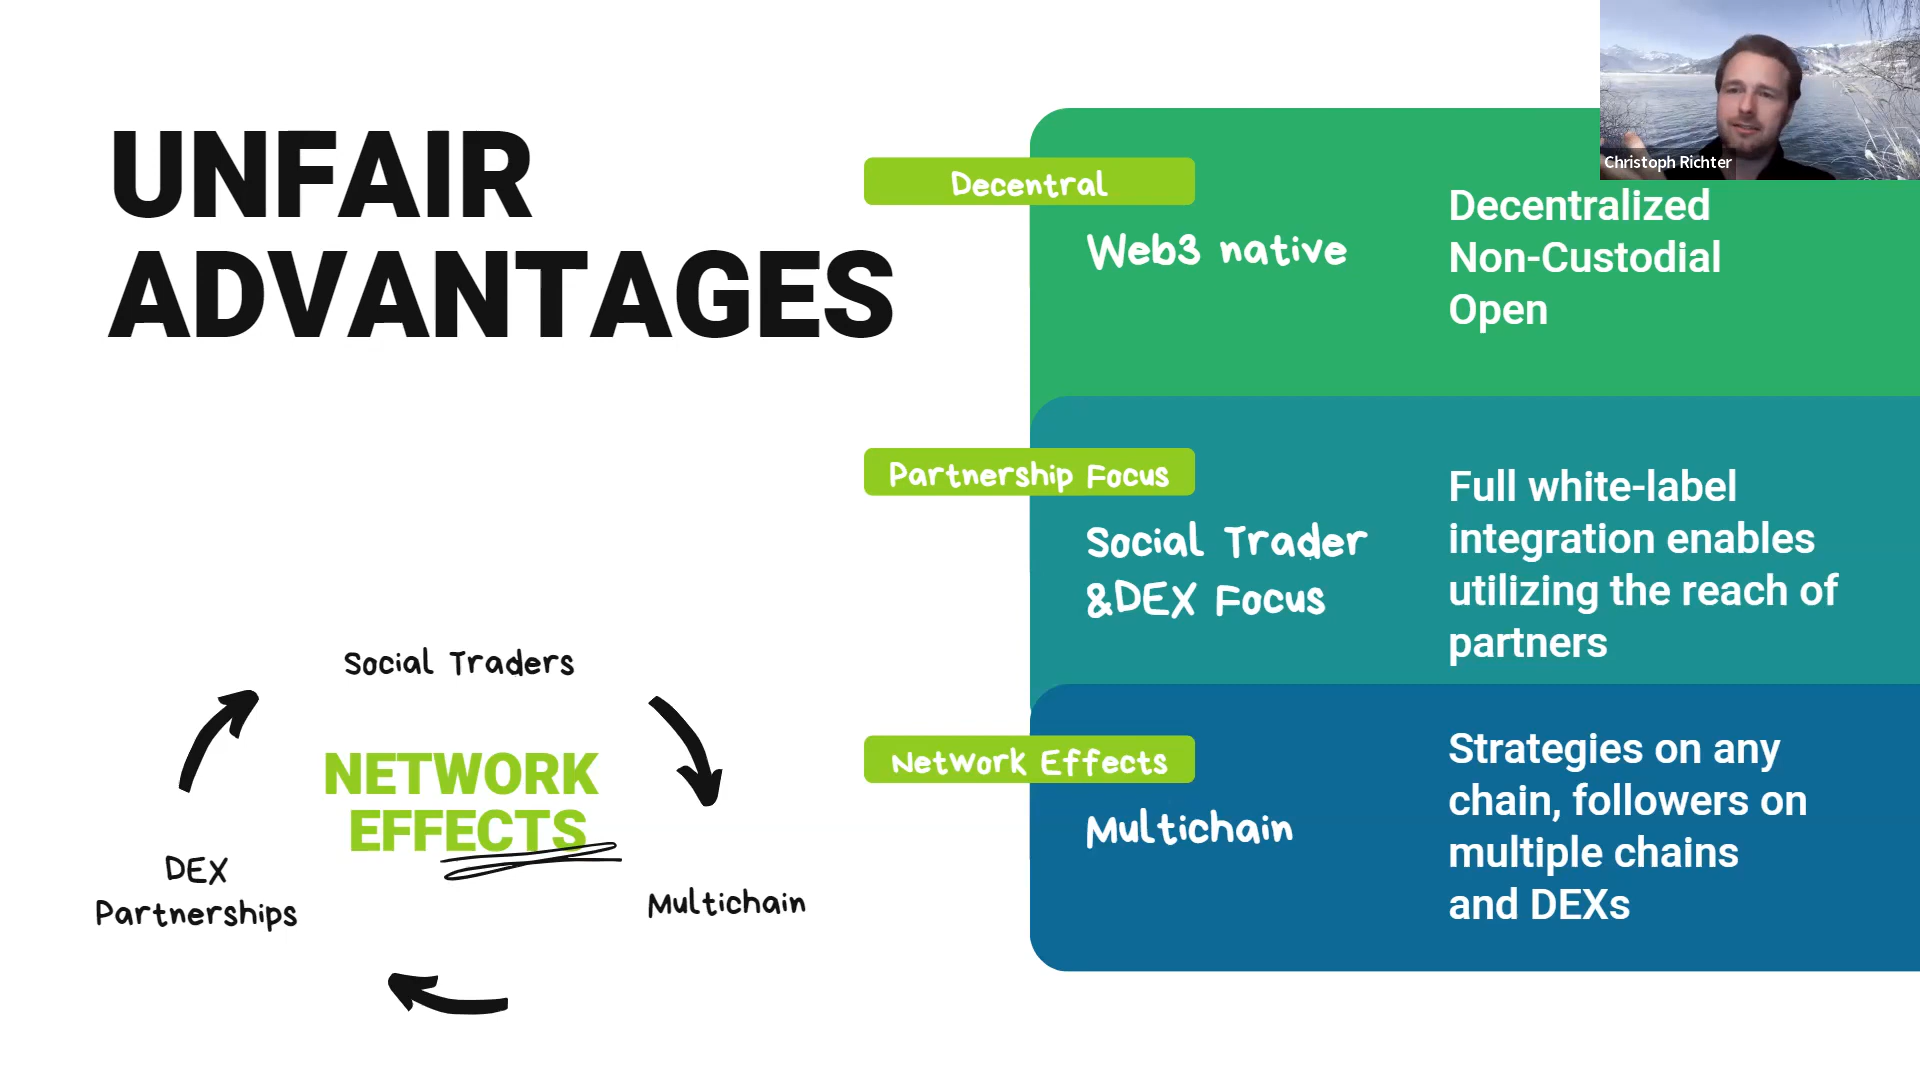 UNFAIR
ADVANTAGES
Christoph Richter
Decentral
Web3 native
Decentralized
Non-Custodial
Open
Partnership Focus
Social Trader
&DEX Focus
Full white-label
integration enables
utilizing the reach of
partners
Network Effects
Multichain
Strategies on any
chain, followers on
multiple chains
and DEXs
Social Traders
NETWORK
EFFECTS
DEX
Partnerships
Multichain